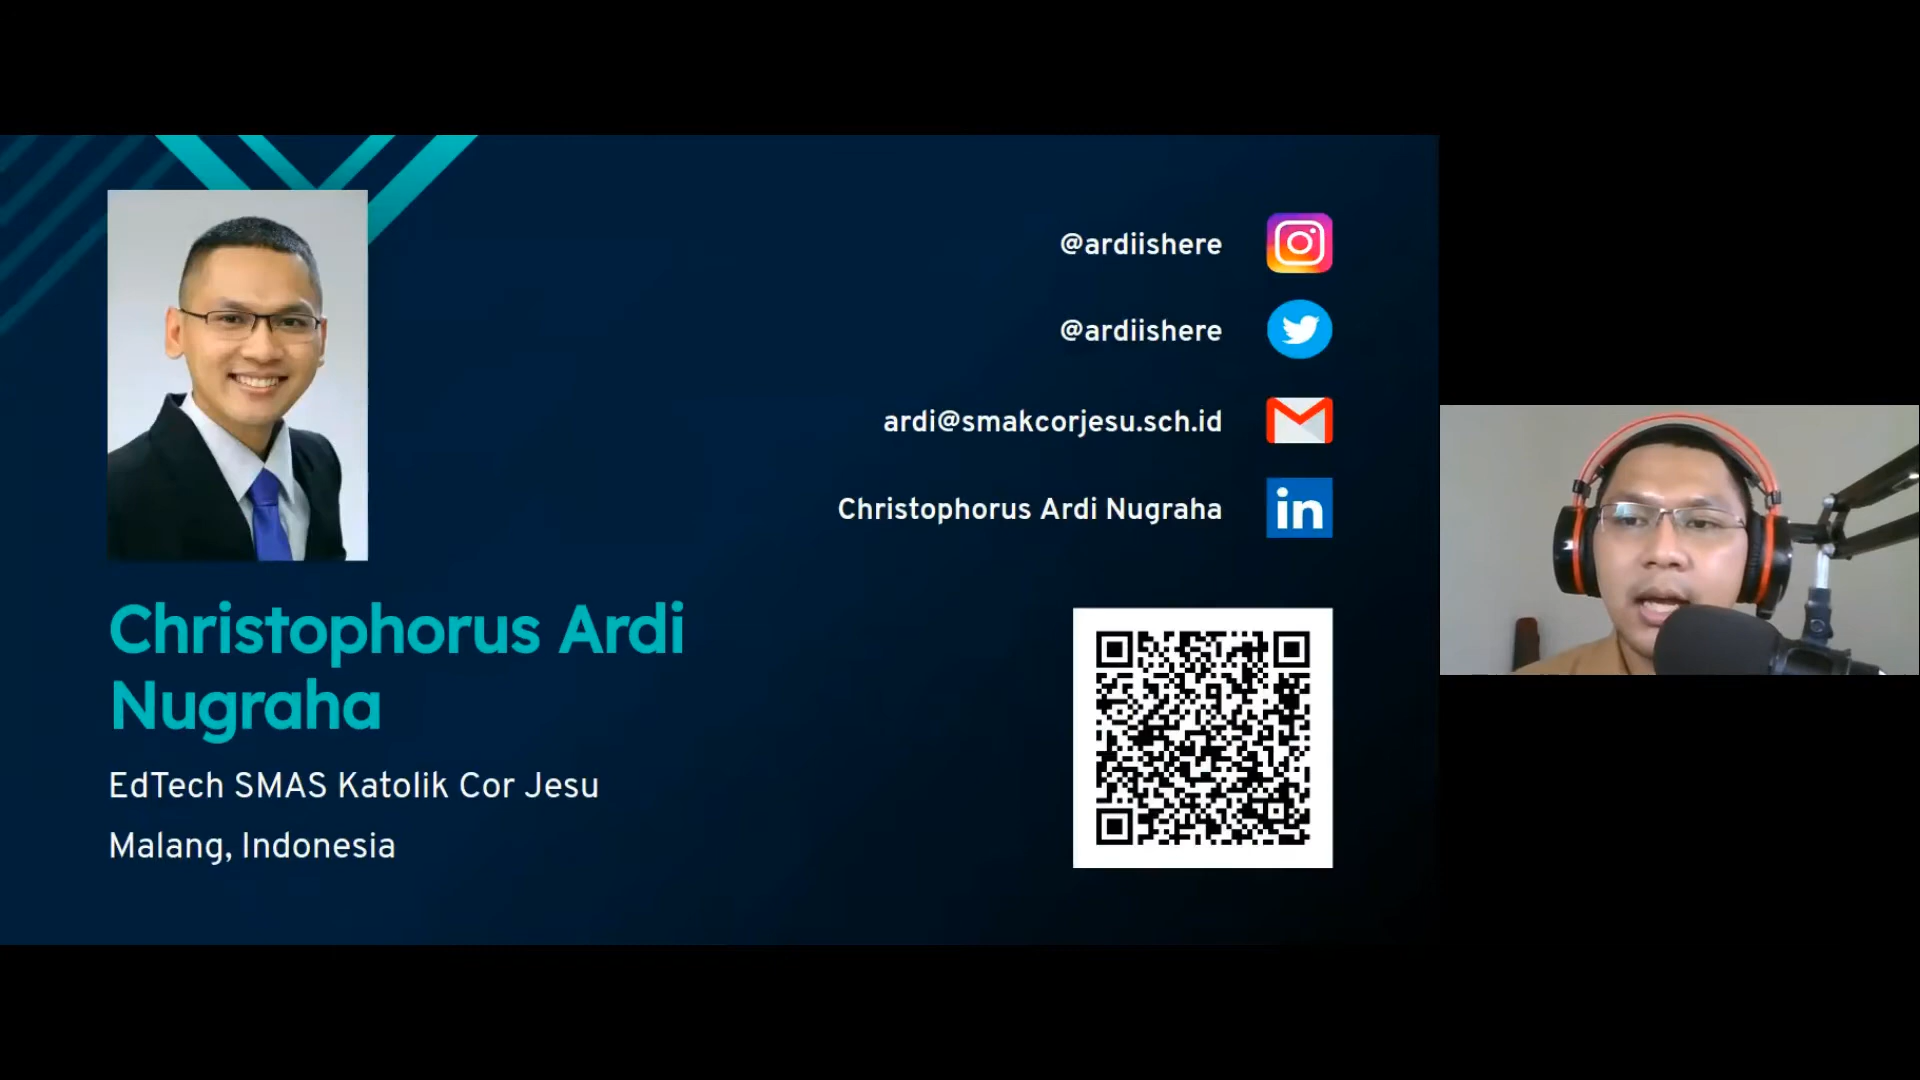 @ardiishere
@ardiishere
ardi@smakcorjesu.sch.id
Christophorus Ardi Nugraha
in
Christophorus Ardi
Nugraha
EdTech SMAS Katolik Cor Jesu
Malang, Indonesia